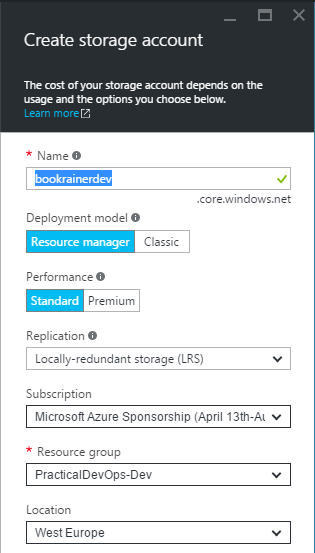 Create storage account
The cost of your storage account depends on the
usage and the options you choose below.
Learn more
* Name
bookrainerdev
.core.windows.net
Deployment model
Resource manager Classic
Performance
Standard Premium
Replication
Locally-redundant storage (LRS)
Subscription
Microsoft Azure Sponsorship (April 13th-Au
* Resource group
PracticalDevOps-Dev
Location
West Europe